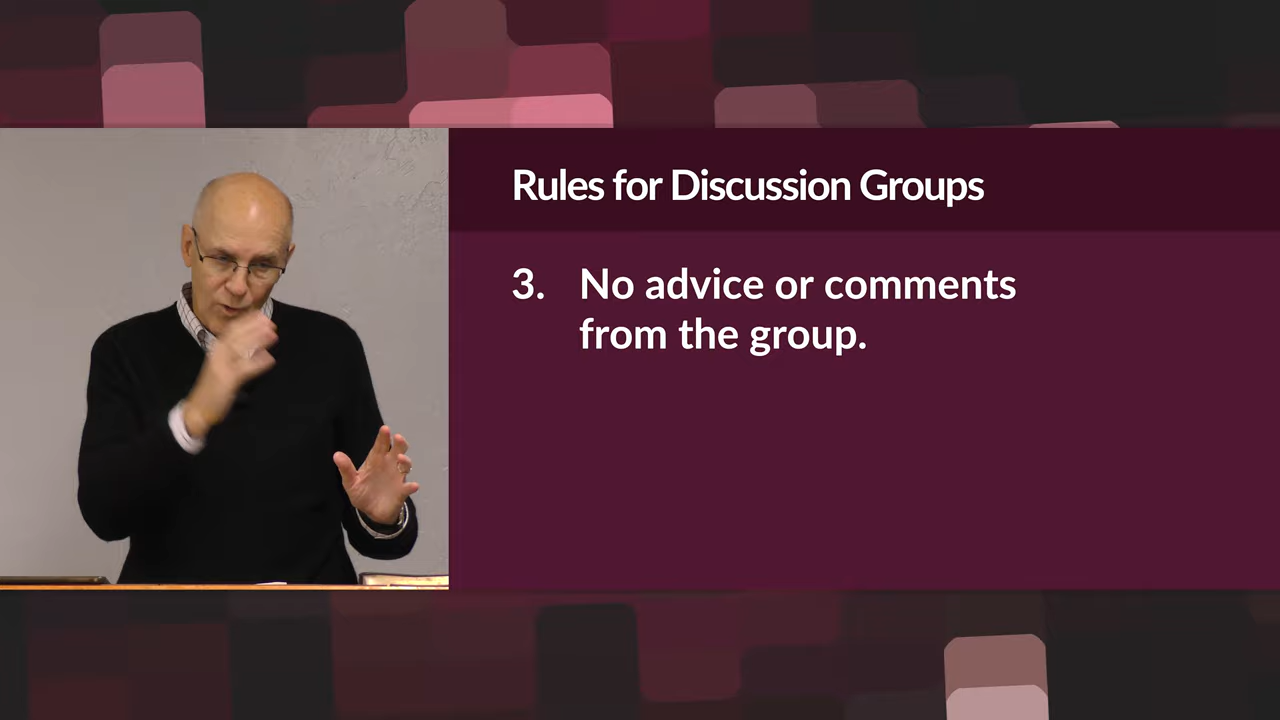 Rules for Discussion Groups
3. No advice or comments
from the group.